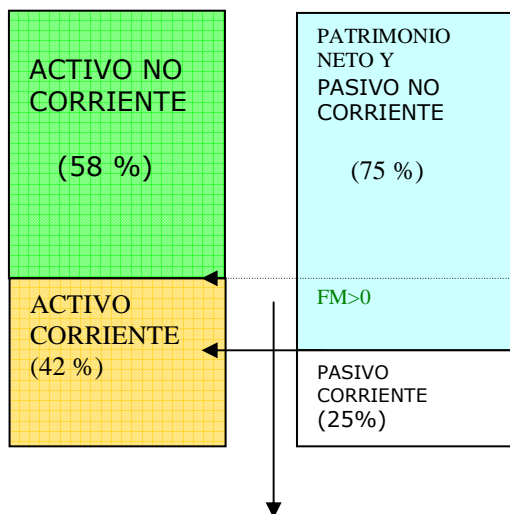 ACTIVO NO
CORRIENTE
(58 %)
ACTIVO
CORRIENTE
(42 %)
PATRIMONIO
NETO Y
PASIVO NO
CORRIENTE
(75 %)
FM>0
PASIVO
CORRIENTE
(25%)